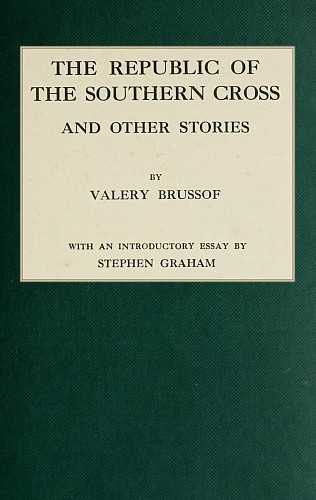 THE REPUBLIC OF
THE SOUTHERN CROSS
AND OTHER STORIES
BY
VALERY BRUSSOF
WITH AN INTRODUCTORY ESSAY BY
STEPHEN GRAHAM